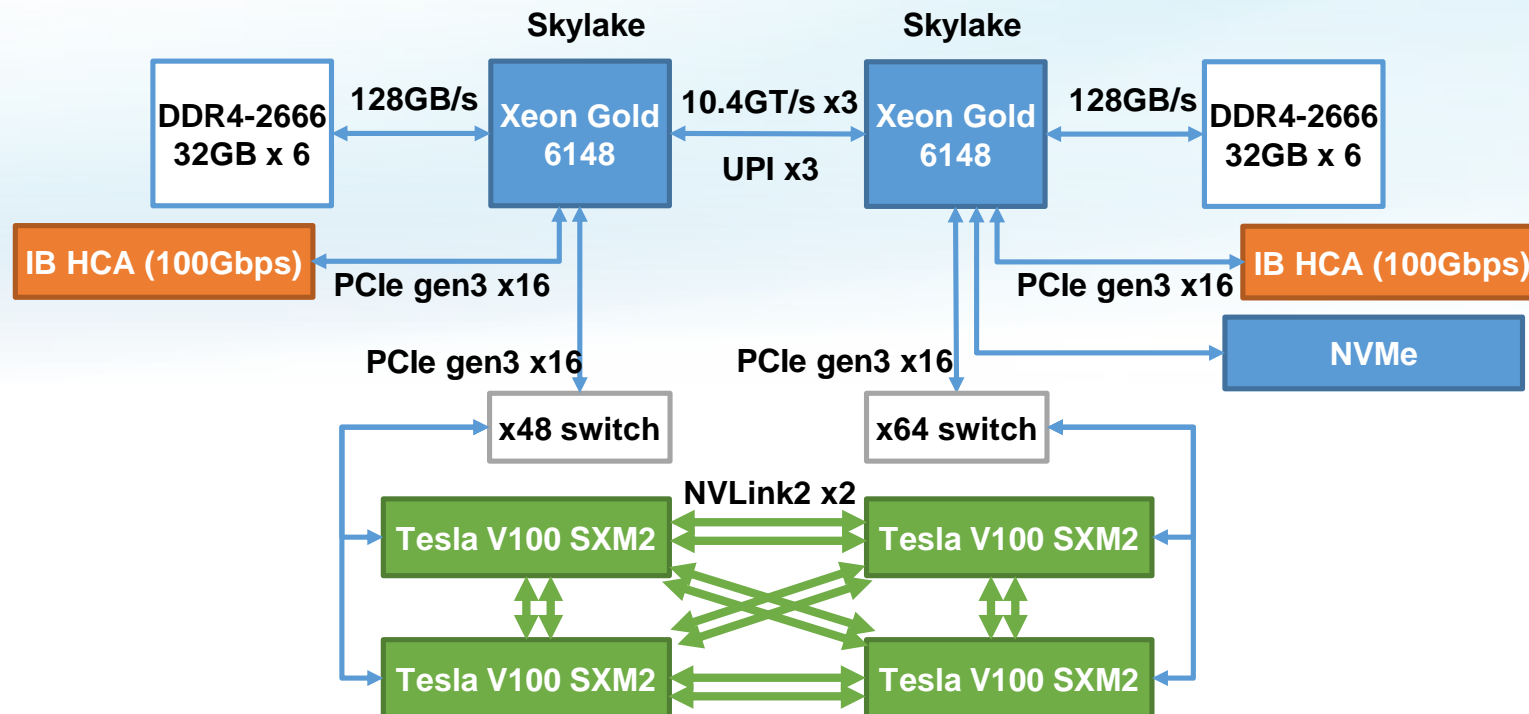 Skylake
Skylake
DDR4-2666
32GB x 6
128GB/s
Xeon Gold
6148
10.4GT/s x3
UPI x3
Xeon Gold
6148
128GB/s
DDR4-2666
32GB x 6
IB HCA (100Gbps)
PCIe gen3 x16
PCIe gen3 x16
IB HCA (100Gbps)
NVMe
PCIe gen3 x16
PCIe gen3 x16
x48 switch
x64 switch
NVLink2 x2
Tesla V100 SXM2
Tesla V100 SXM2
Tesla V100 SXM2
Tesla V100 SXM2